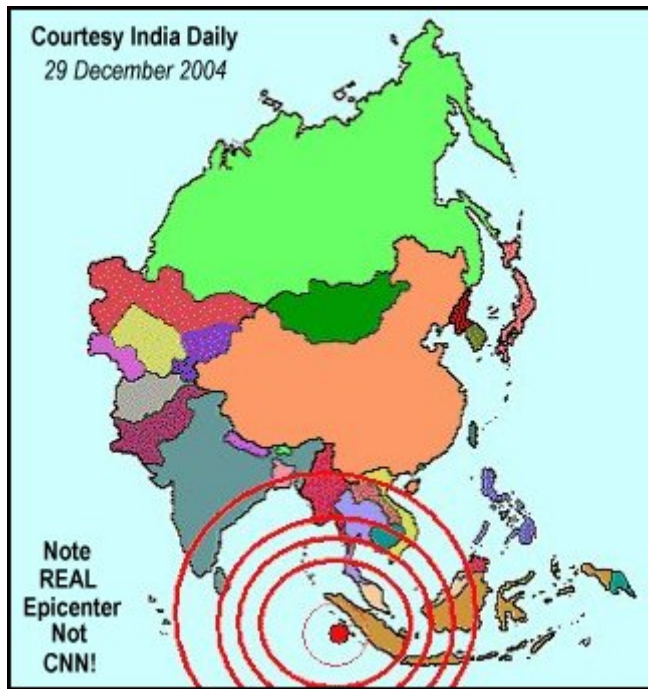 Courtesy India Daily
29 December 2004
Note
REAL
Epicenter
Not
CNN!